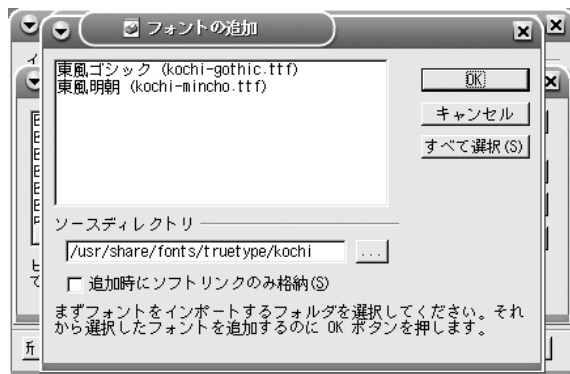 フォントの追加
東風ゴシック (kochi-gothic.ttf)
東風明朝 (kochi-mincho.ttf)
OK
キャンセル
すべて選択(S)
ソースディレクトリ
/usr/share/fonts/truetype/kochi
...
追加時にソフトリンクのみ格納(S)
まずフォントをインポートするフォルダを選択してください。それ
から選択したフォントを追加するのに OK ボタンを押します。